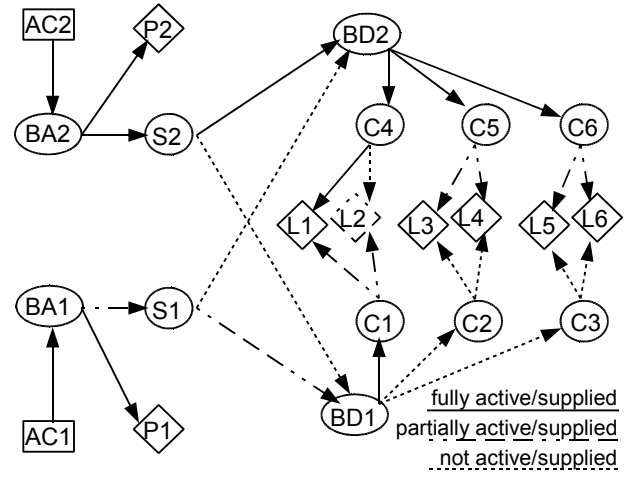 AC2
P2
BD2
BA2
S2
C4
C5
C6
L1
L2
L3
L4
L5
L6
BA1
S1
C1
C2
C3
AC1
P1
BD1
fully active/supplied
partially active/supplied
not active/supplied